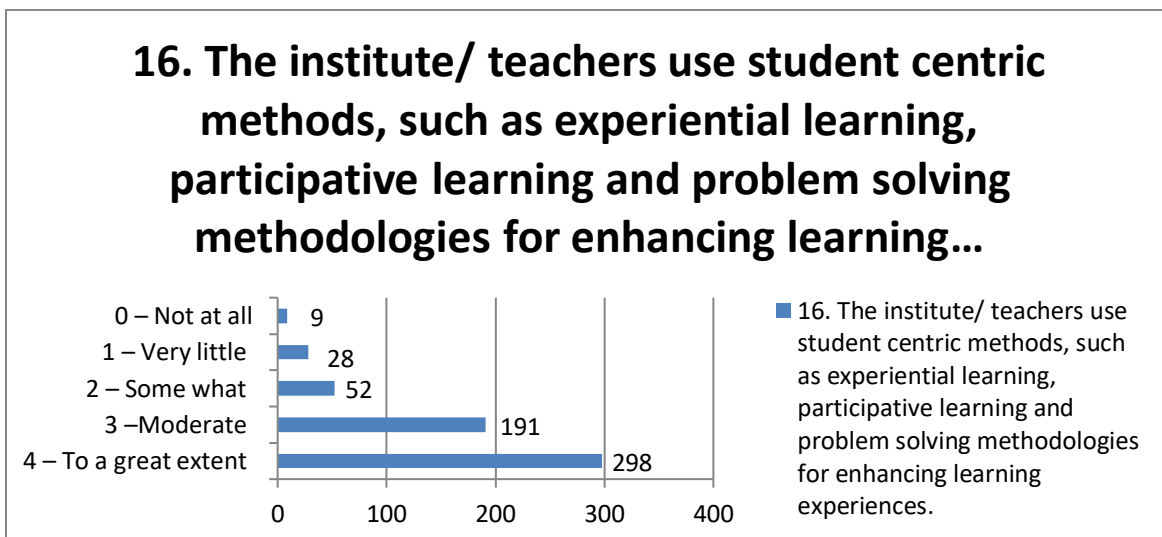 16. The institute/ teachers use student centric
methods, such as experiential learning,
participative learning and problem solving
methodologies for enhancing learning…
0 – Not at all 9
1 – Very little 28
2 – Some what 52
3 –Moderate 191
4 – To a great extent 298
0 100 200 300 400
16. The institute/ teachers use
student centric methods, such
as experiential learning,
participative learning and
problem solving methodologies
for enhancing learning
experiences.